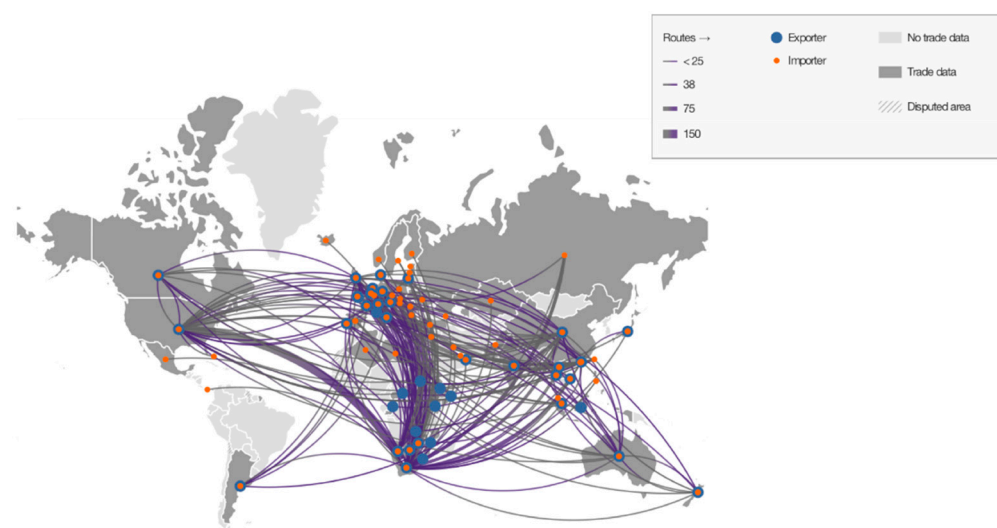 Routes →
< 25
38
75
150
Exporter
Importer
No trade data
Trade data
Disputed area